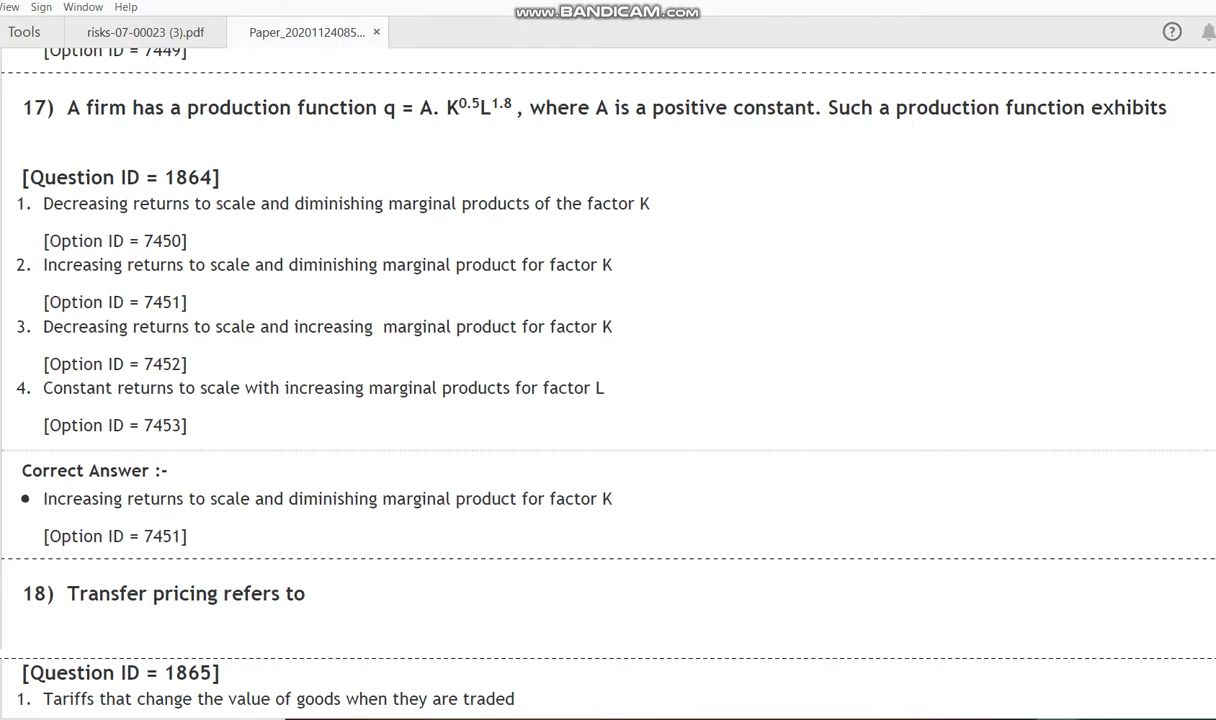 View Sign Window Help
www.BANDICAM.com
Tools risks-07-00023 (3).pdf Paper_20201124085... ×
[Option ID = 7449]
17) A firm has a production function q = A. K^0.5L^1.8 , where A is a positive constant. Such a production function exhibits
[Question ID = 1864]
1. Decreasing returns to scale and diminishing marginal products of the factor K
[Option ID = 7450]
2. Increasing returns to scale and diminishing marginal product for factor K
[Option ID = 7451]
3. Decreasing returns to scale and increasing marginal product for factor K
[Option ID = 7452]
4. Constant returns to scale with increasing marginal products for factor L
[Option ID = 7453]
Correct Answer :-
• Increasing returns to scale and diminishing marginal product for factor K
[Option ID = 7451]
18) Transfer pricing refers to
[Question ID = 1865]
1. Tariffs that change the value of goods when they are traded